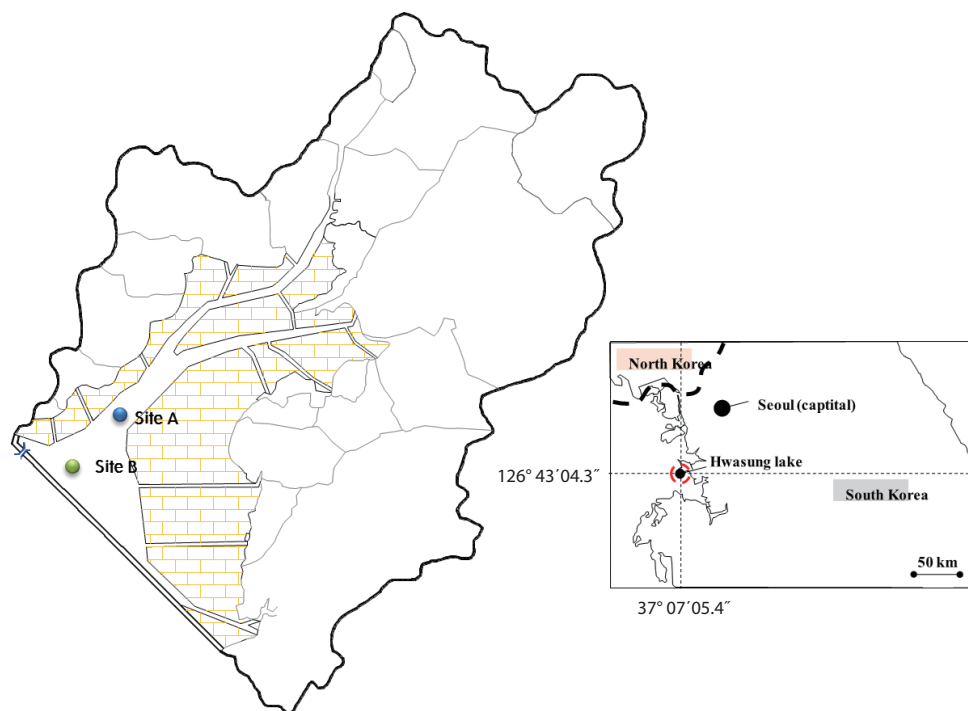 Site A
Site B
North Korea
Seoul (captital)
Hwasung lake
126° 43´04.3˝
South Korea
50 km
37° 07´05.4˝